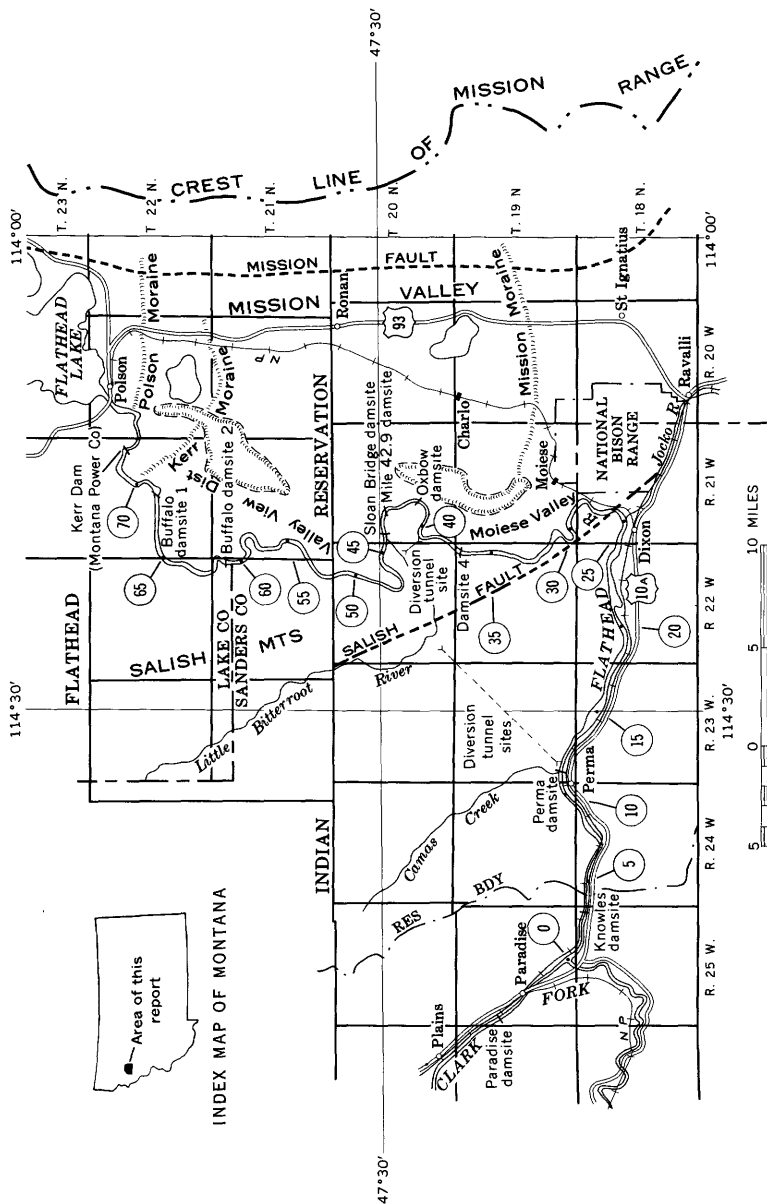 INDEX MAP OF MONTANA
Area of this
report
114°30'
114°00'
FLATHEAD
FLATHEAD
LAKE
T. 23 N.
Kerr Dam
(Montana Power Co)
Polson
Polson
Moraine
T. 22 N.
CREST LINE OF MISSION RANGE
70
Buffalo
damsite 1
65
Kerr
Moraine
N P
SALISH MTS
LAKE CO
SANDERS CO
Buffalo damsite 2
60
Valley View Dist
T. 21 N.
MISSION FAULT
MISSION VALLEY
55
Little Bitterroot River
INDIAN
RESERVATION
Ronan
50
47°30'
47°30'
T. 20 N.
93
SALISH FAULT
45
Sloan Bridge damsite
Mile 42.9 damsite
Oxbow damsite
40
Diversion
tunnel
site
RES BDY
Camas Creek
Diversion
tunnel
sites
Damsite 4
35
Charlo
T. 19 N.
Moiese Valley
Mission Moraine
Plains
CLARK FORK
Paradise
damsite
Paradise
0
Perma
damsite
Perma
30
Moiese
NATIONAL
BISON
RANGE
St Ignatius
T. 18 N.
Knowles
damsite
5
10
15
FLATHEAD R
20
25
10A
Dixon
Jocko R
Ravalli
N P
R. 25 W.
R. 24 W
R. 23 W
R. 22 W
R. 21 W
R. 20 W
114°30'
114°00'
5 0 5 10 MILES